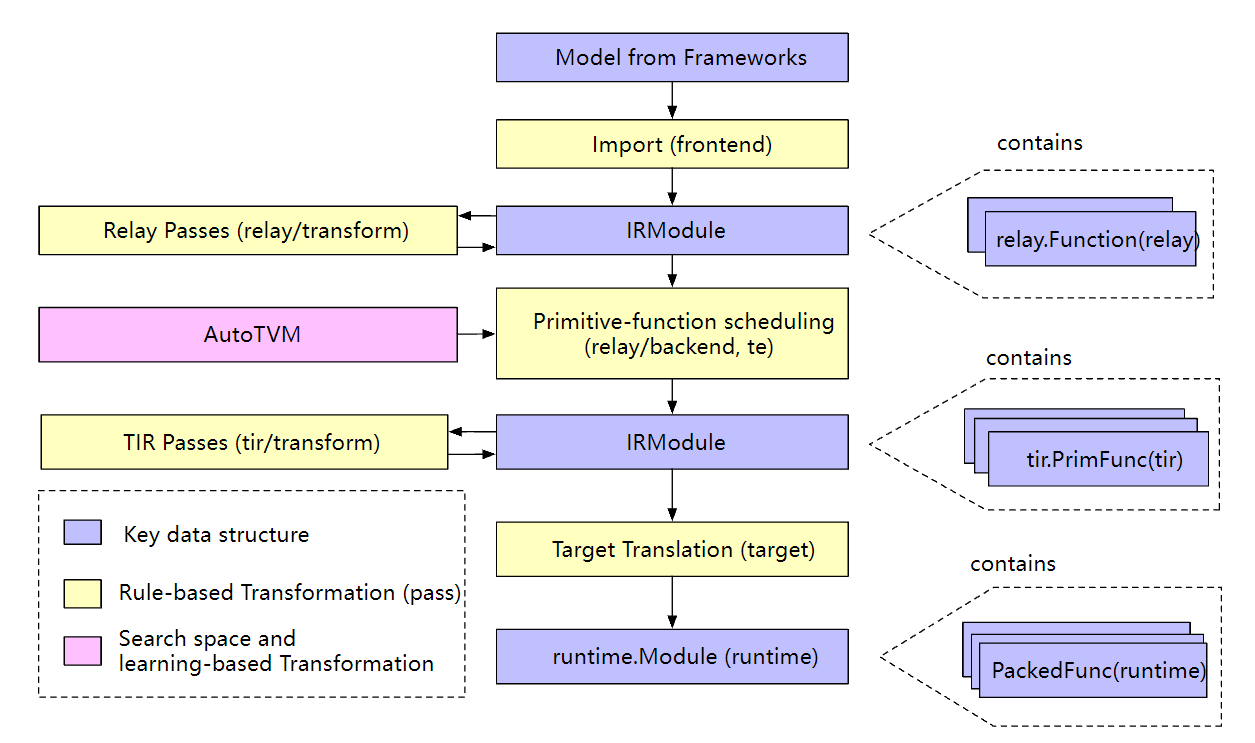 Model from Frameworks
Import (frontend)
contains
Relay Passes (relay/transform)
IRModule
relay.Function(relay)
AutoTVM
Primitive-function scheduling
(relay/backend, te)
contains
TIR Passes (tir/transform)
IRModule
tir.PrimFunc(tir)
Key data structure
Target Translation (target)
contains
Rule-based Transformation (pass)
Search space and
learning-based Transformation
runtime.Module (runtime)
PackedFunc(runtime)